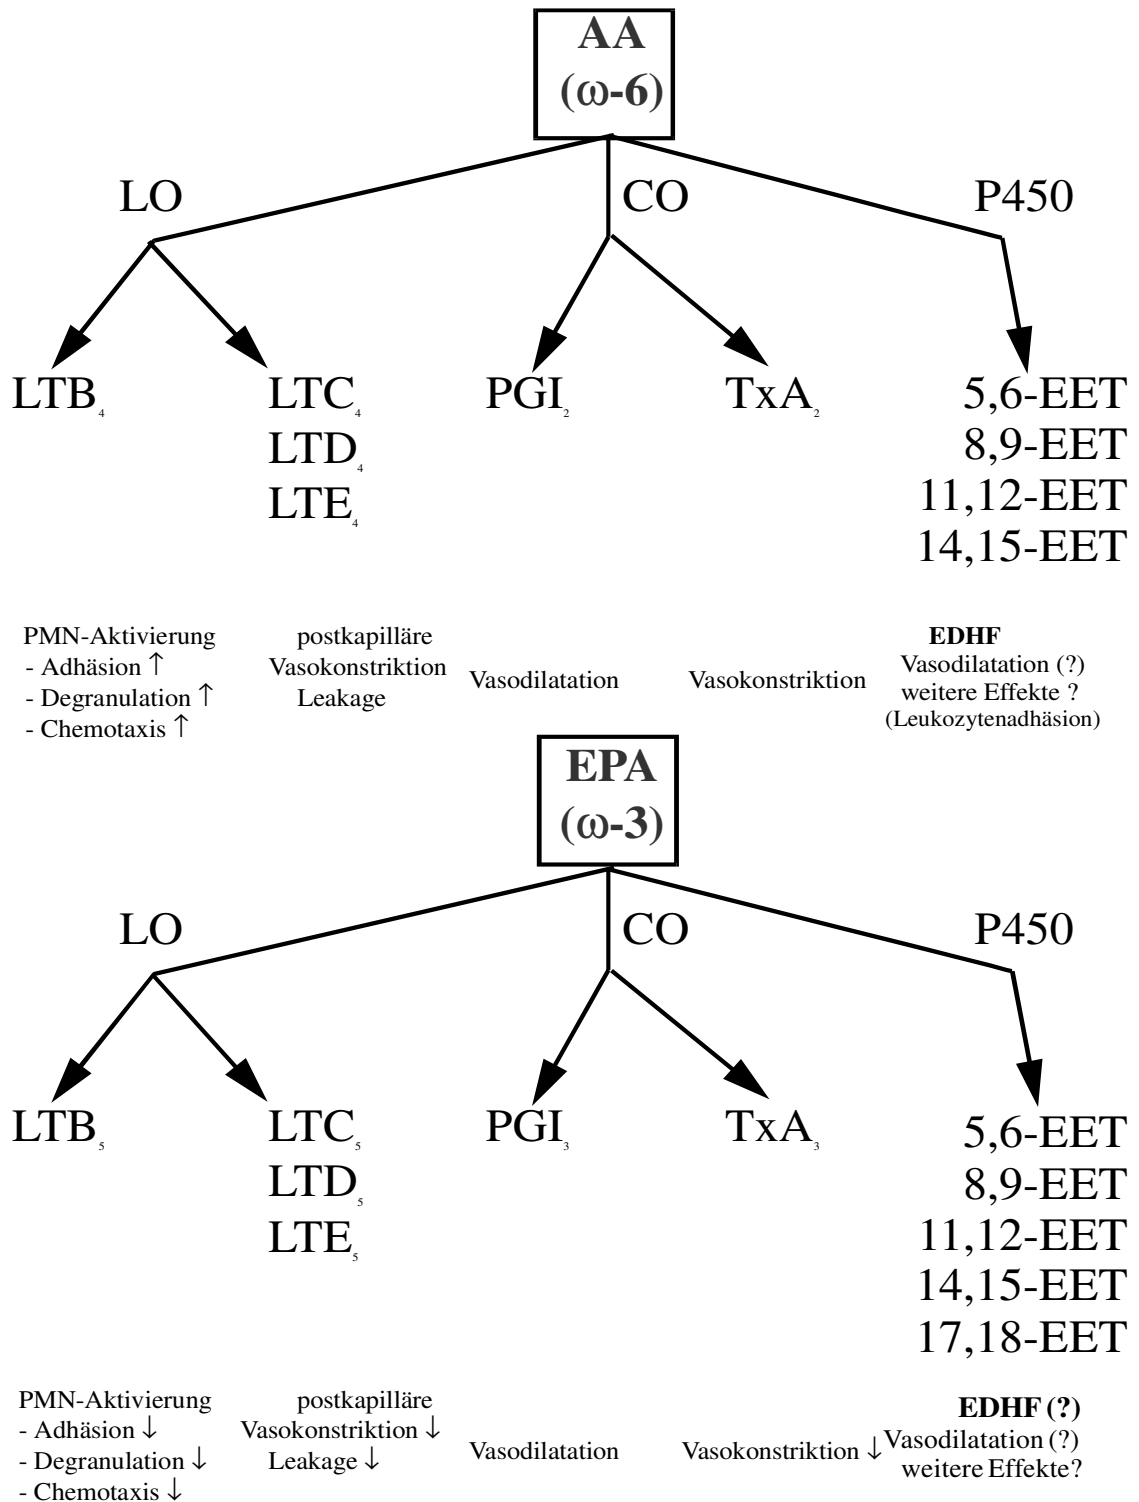 AA
(ω-6)
LO
CO
P450
LTB₄
LTC₄
LTD₄
LTE₄
PGI₂
TxA₂
5,6-EET
8,9-EET
11,12-EET
14,15-EET
PMN-Aktivierung
- Adhäsion ↑
- Degranulation ↑
- Chemotaxis ↑
postkapilläre
Vasokonstriktion
Leakage
Vasodilatation
Vasokonstriktion
EDHF
Vasodilatation (?)
weitere Effekte ?
(Leukozytenadhäsion)
EPA
(ω-3)
LO
CO
P450
LTB₅
LTC₅
LTD₅
LTE₅
PGI₃
TxA₃
5,6-EET
8,9-EET
11,12-EET
14,15-EET
17,18-EET
PMN-Aktivierung
- Adhäsion ↓
- Degranulation ↓
- Chemotaxis ↓
postkapilläre
Vasokonstriktion ↓
Leakage ↓
Vasodilatation
Vasokonstriktion ↓
EDHF (?)
Vasodilatation (?)
weitere Effekte?